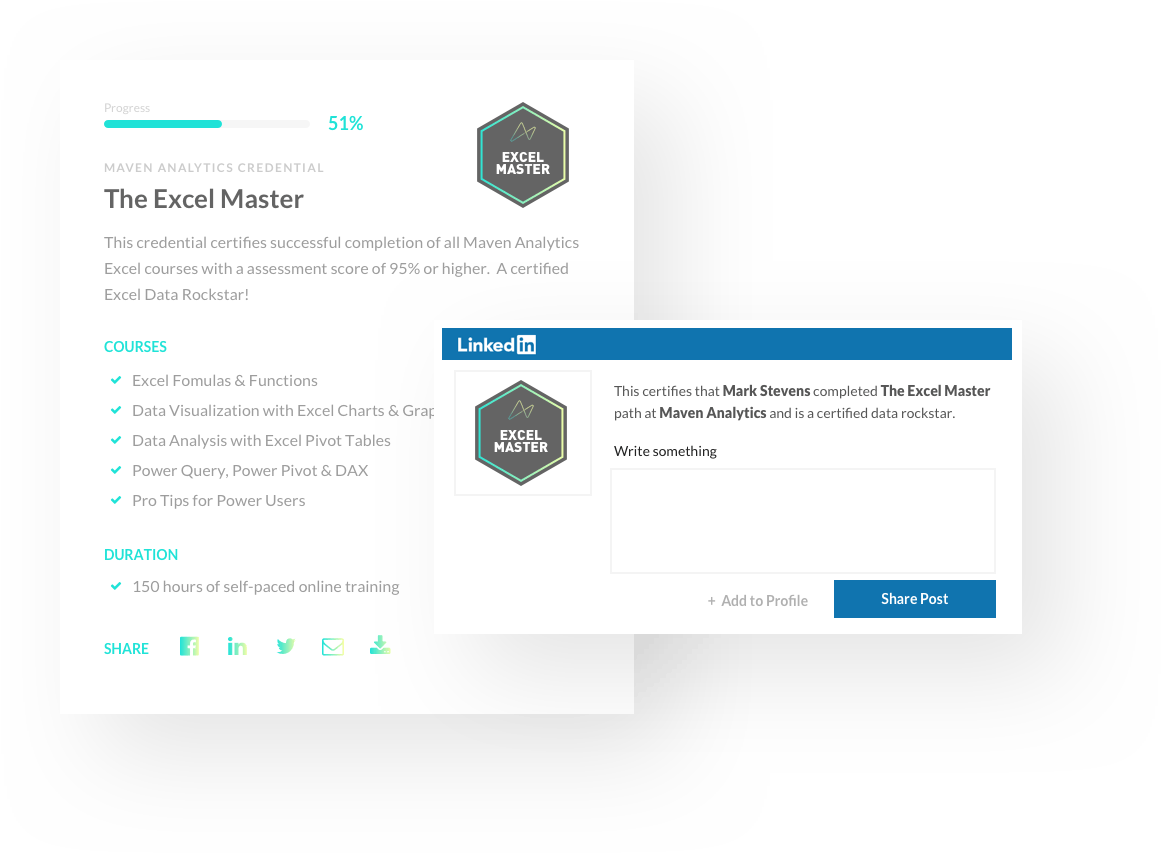 Progress
51%
MAVEN ANALYTICS CREDENTIAL
The Excel Master
EXCEL
MASTER
This credential certifies successful completion of all Maven Analytics
Excel courses with a assessment score of 95% or higher.  A certified
Excel Data Rockstar!
COURSES
Excel Fomulas & Functions
Data Visualization with Excel Charts & Grap
Data Analysis with Excel Pivot Tables
Power Query, Power Pivot & DAX
Pro Tips for Power Users
DURATION
150 hours of self-paced online training
SHARE
Linked in
EXCEL
MASTER
This certifies that Mark Stevens completed The Excel Master
path at Maven Analytics and is a certified data rockstar.
Write something
+ Add to Profile
Share Post